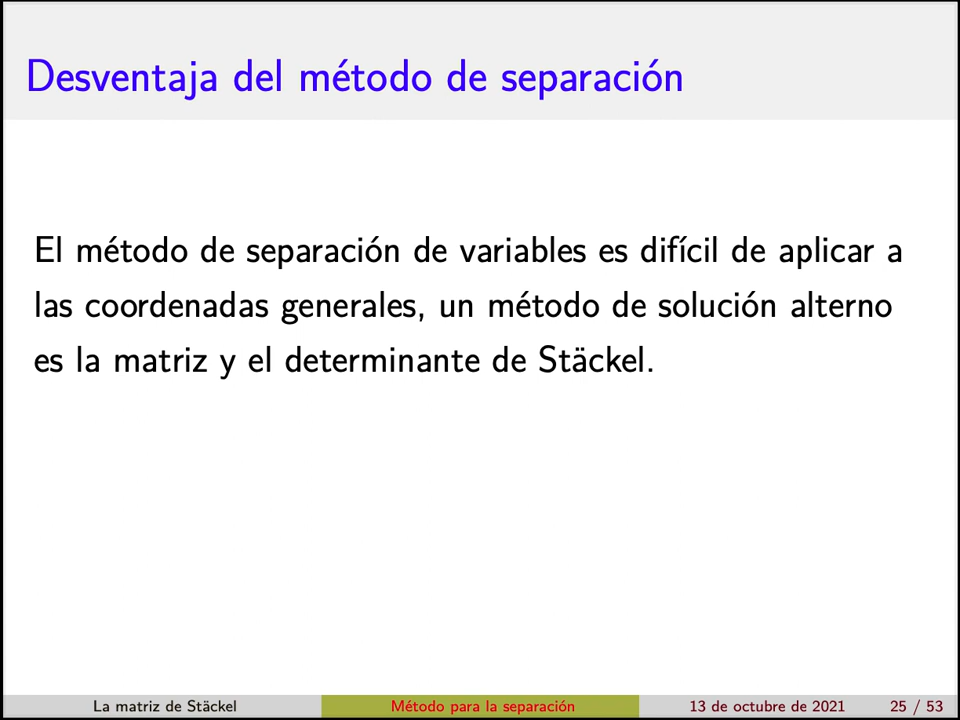 Desventaja del método de separación
El método de separación de variables es difícil de aplicar a
las coordenadas generales, un método de solución alterno
es la matriz y el determinante de Stäckel.
La matriz de Stäckel Método para la separación 13 de octubre de 2021 25 / 53